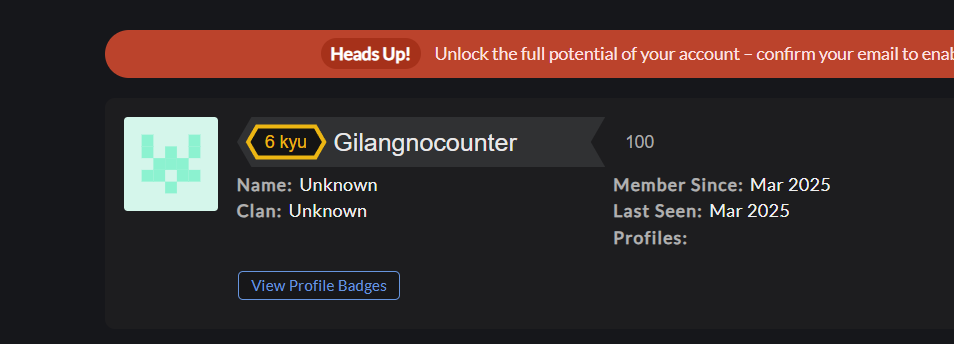 Heads Up! Unlock the full potential of your account – confirm your email to enab
6 kyu Gilangnocounter 100
Name: Unknown Member Since: Mar 2025
Clan: Unknown Last Seen: Mar 2025
Profiles:
View Profile Badges